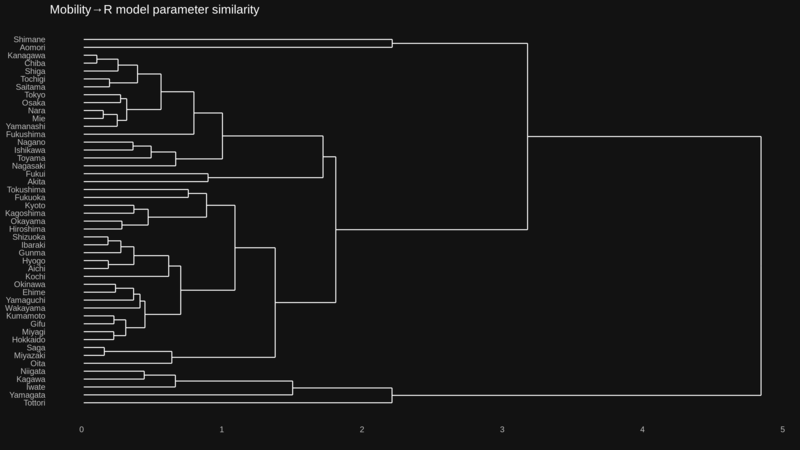 Mobility→R model parameter similarity
Shimane
Aomori
Kanagawa
Chiba
Shiga
Tochigi
Saitama
Tokyo
Osaka
Nara
Mie
Yamanashi
Fukushima
Nagano
Ishikawa
Toyama
Nagasaki
Fukui
Akita
Tokushima
Fukuoka
Kyoto
Kagoshima
Okayama
Hiroshima
Shizuoka
Ibaraki
Gunma
Hyogo
Aichi
Kochi
Okinawa
Ehime
Yamaguchi
Wakayama
Kumamoto
Gifu
Miyagi
Hokkaido
Saga
Miyazaki
Oita
Niigata
Kagawa
Iwate
Yamagata
Tottori
0 1 2 3 4 5